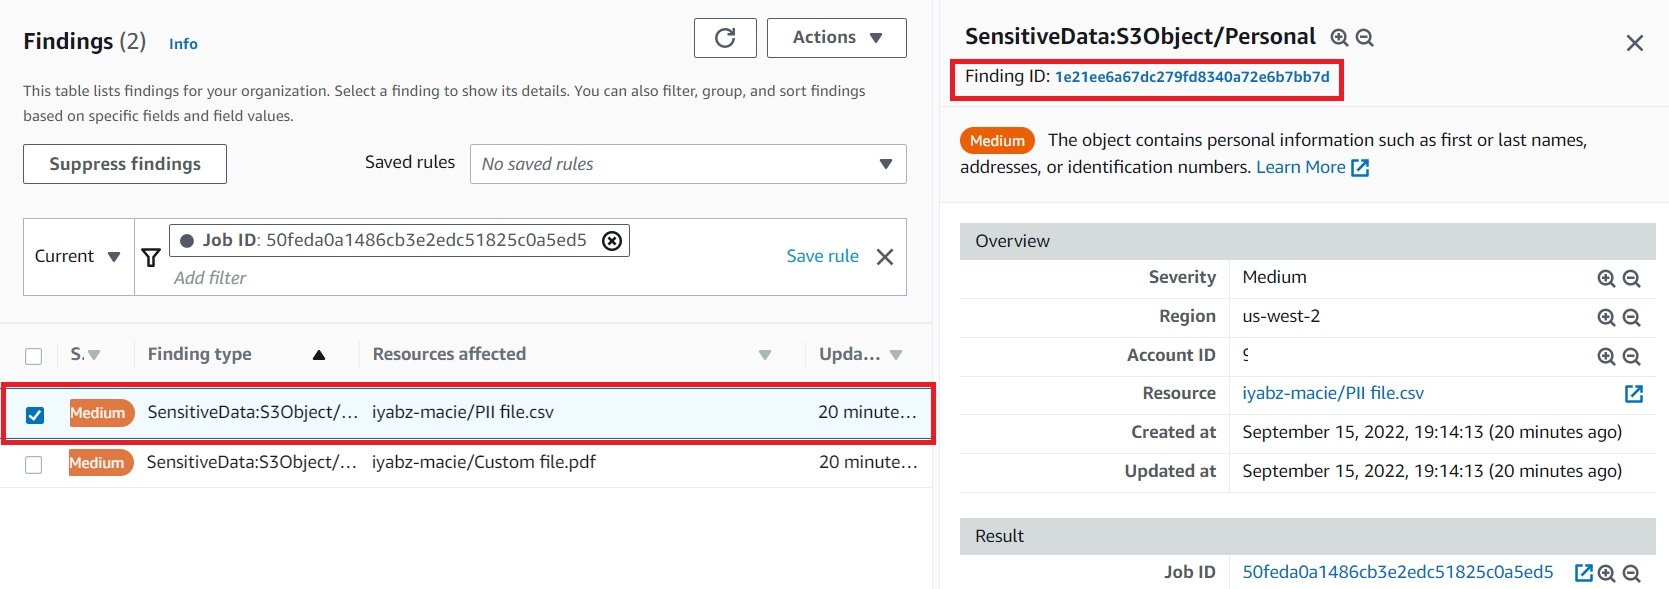 Findings (2) Info
Actions
This table lists findings for your organization. Select a finding to show its details. You can also filter, group, and sort findings
based on specific fields and field values.
Suppress findings
Saved rules
No saved rules
Current
Job ID: 50feda0a1486cb3e2edc51825c0a5ed5
Add filter
Save rule
S. Finding type Resources affected Upda...
Medium SensitiveData:S3Object/... iyabz-macie/PII file.csv 20 minute...
Medium SensitiveData:S3Object/... iyabz-macie/Custom file.pdf 20 minute...
SensitiveData:S3Object/Personal
Finding ID: 1e21ee6a67dc279fd8340a72e6b7bb7d
Medium The object contains personal information such as first or last names,
addresses, or identification numbers. Learn More
Overview
Severity Medium
Region us-west-2
Account ID
Resource iyabz-macie/PII file.csv
Created at September 15, 2022, 19:14:13 (20 minutes ago)
Updated at September 15, 2022, 19:14:13 (20 minutes ago)
Result
Job ID 50feda0a1486cb3e2edc51825c0a5ed5